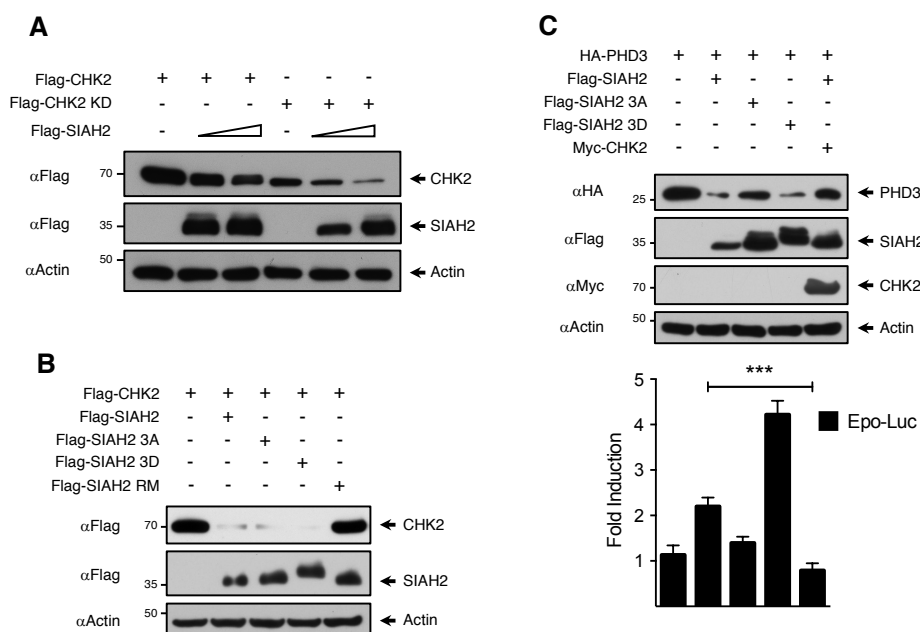 A
Flag-CHK2 + + + - - -
Flag-CHK2 KD - - - + + +
Flag-SIAH2 - -
αFlag 70 CHK2
αFlag 35 SIAH2
50
αActin Actin
B
Flag-CHK2 + + + + +
Flag-SIAH2 - + - - -
Flag-SIAH2 3A - - + - -
Flag-SIAH2 3D - - - + -
Flag-SIAH2 RM - - - - +
αFlag 70 CHK2
αFlag 35 SIAH2
50
αActin Actin
C
HA-PHD3 + + + + +
Flag-SIAH2 - + - - +
Flag-SIAH2 3A - - + - -
Flag-SIAH2 3D - - - + -
Myc-CHK2 - - - - +
αHA 25 PHD3
αFlag 35 SIAH2
αMyc 70 CHK2
50
αActin Actin
***
5
4
3
2
1
Fold Induction
Epo-Luc